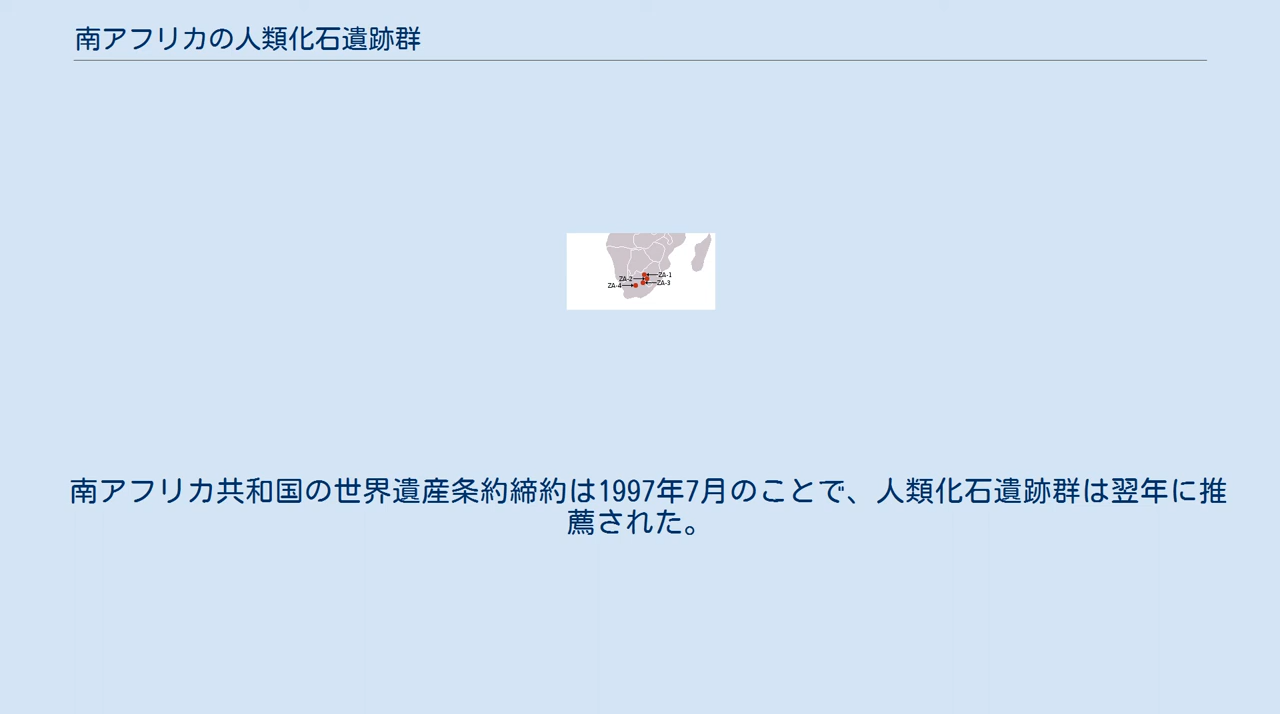 南アフリカの人類化石遺跡群
ZA-1
ZA-2
ZA-3
ZA-4
南アフリカ共和国の世界遺産条約締約は1997年7月のことで、人類化石遺跡群は翌年に推
薦された。